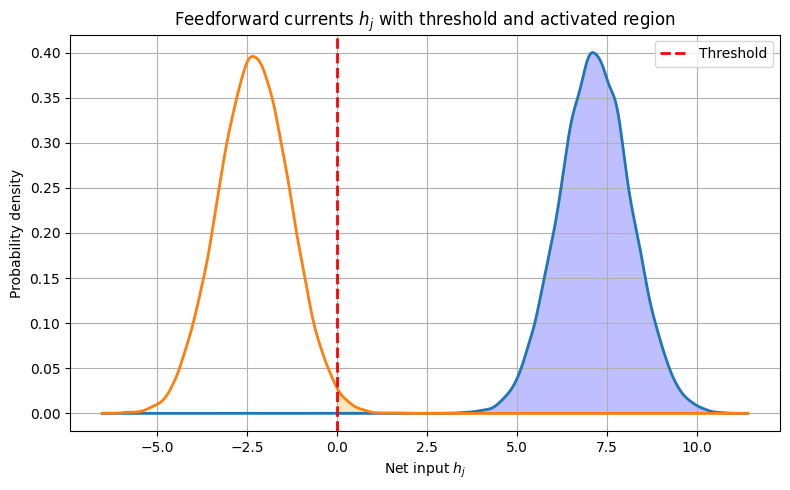 Feedforward currents $h_j$ with threshold and activated region
Threshold
Probability density
0.40
0.35
0.30
0.25
0.20
0.15
0.10
0.05
0.00
−5.0 −2.5 0.0 2.5 5.0 7.5 10.0
Net input $h_j$